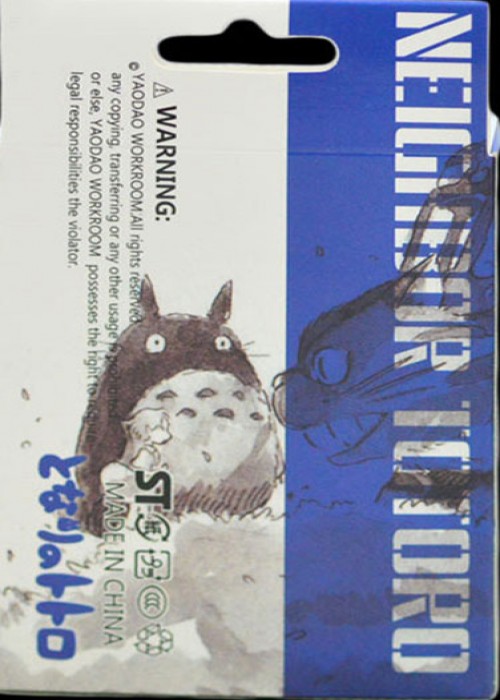 NEIGHBOR TOTORO
WARNING:
© YAODAO WORKROOM.All rights reserved
any copying, transferring or any other usage
or else, YAODAO WORKROOM possesses the right to
legal responsibilities the violator.
ST
MADE IN CHINA
となりのトトロ